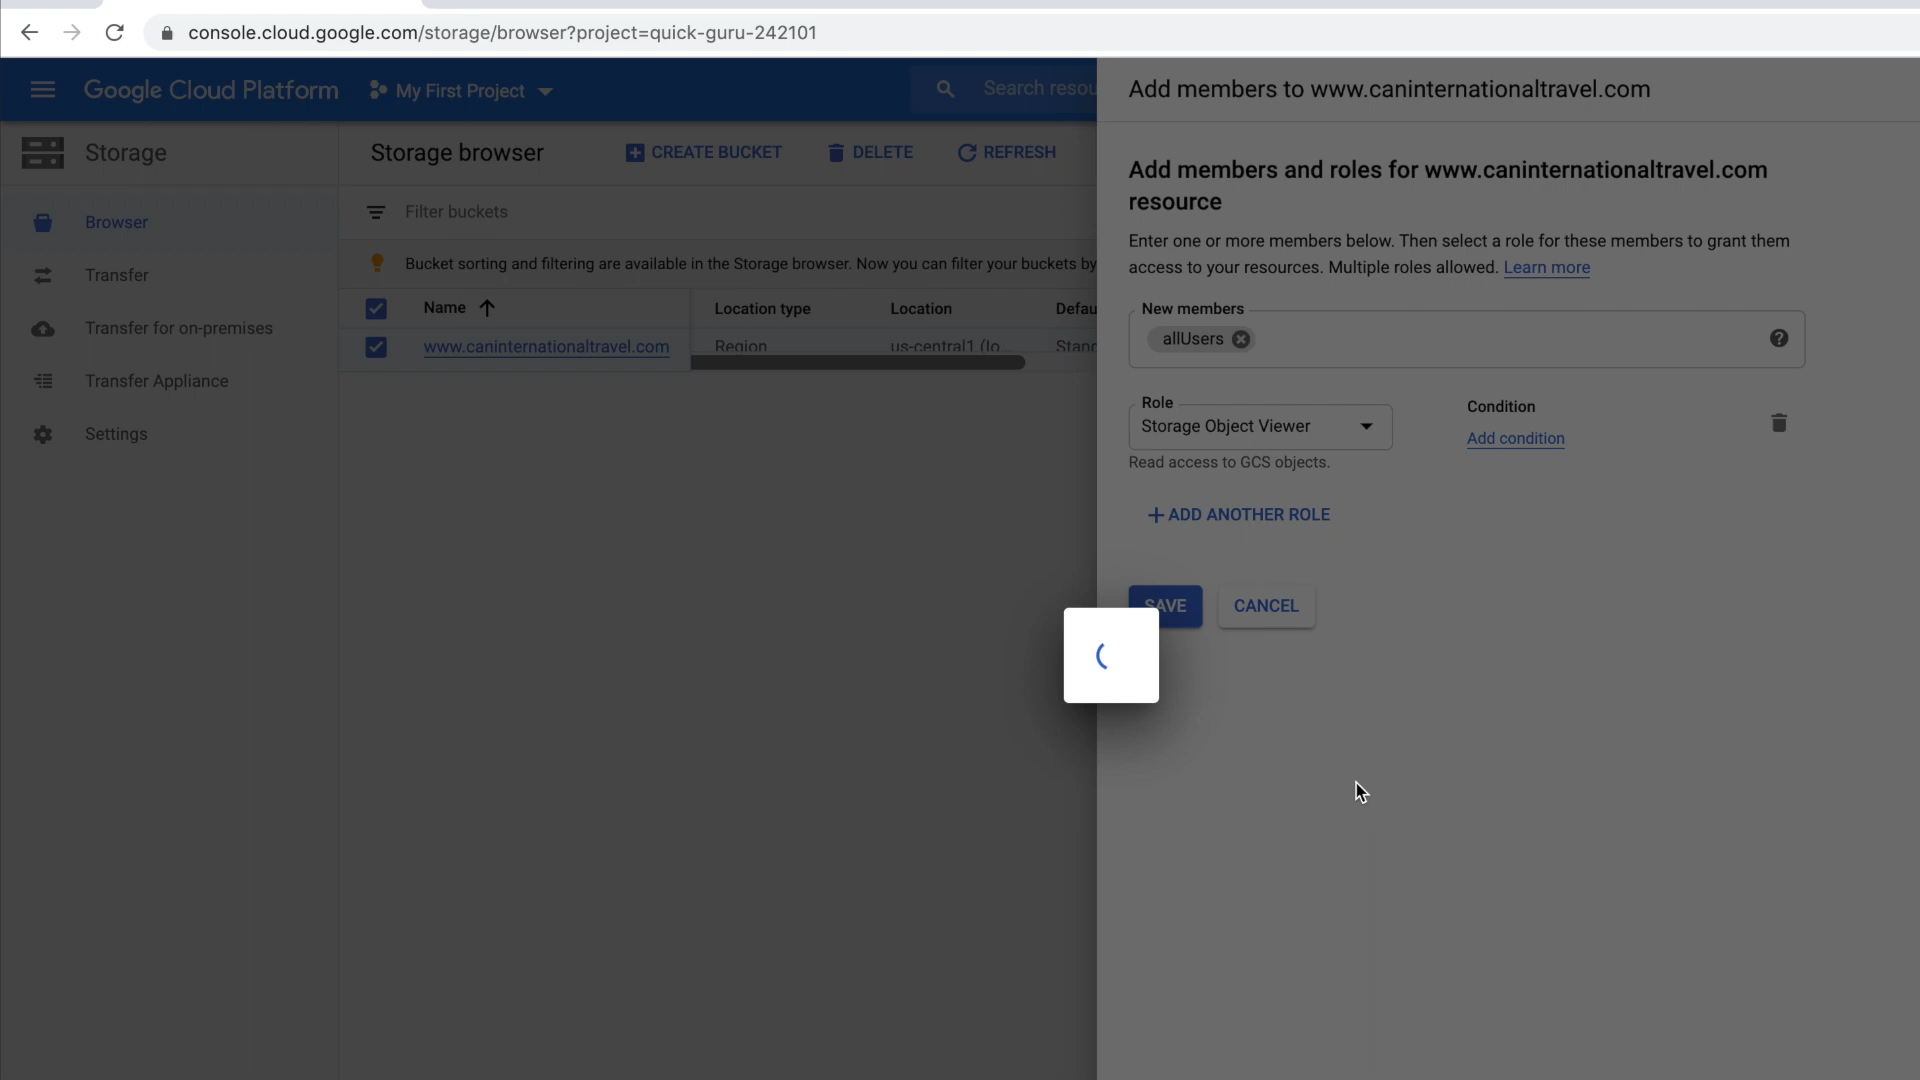 console.cloud.google.com/storage/browser?project=quick-guru-242101
Google Cloud Platform
My First Project
Search resou
Storage
Browser
Transfer
Transfer for on-premises
Transfer Appliance
Settings
Storage browser
CREATE BUCKET
DELETE
REFRESH
Filter buckets
Bucket sorting and filtering are available in the Storage browser. Now you can filter your buckets by
Name
Location type
Location
Defau
www.caninternationaltravel.com
Region
us-central1 (Io...
Stand
Add members to www.caninternationaltravel.com
Add members and roles for www.caninternationaltravel.com
resource
Enter one or more members below. Then select a role for these members to grant them
access to your resources. Multiple roles allowed. Learn more
New members
allUsers
Role
Storage Object Viewer
Condition
Add condition
Read access to GCS objects.
ADD ANOTHER ROLE
SAVE
CANCEL